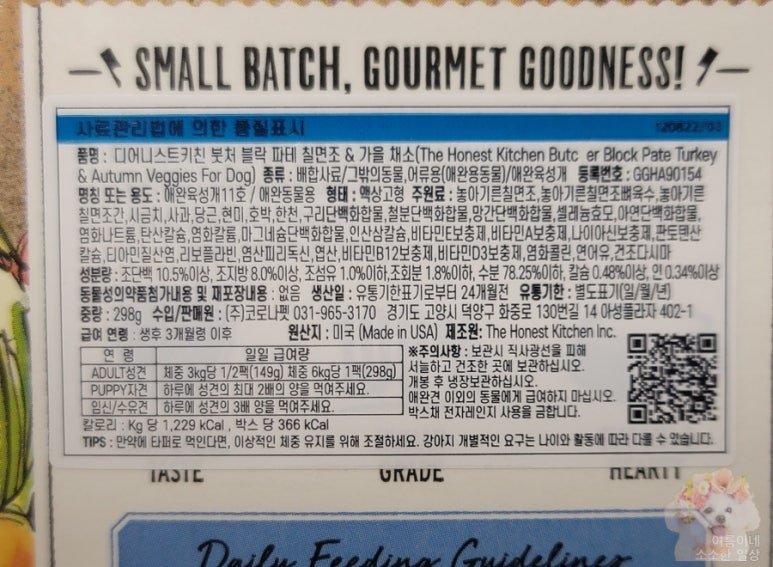 SMALL BATCH, GOURMET GOODNESS!
사료관리법에 의한 품질표시
품명 : 디어니스트키친 붓처 블락 파테 칠면조 & 가을 채소(The Honest Kitchen Butc er Block Pate Turkey
& Autumn Veggies For Dog) 종류 : 배합사료/그밖의동물,어류용(애완동물용)/애완육성개 등록번호 : GGHA90154
명칭 또는 용도 : 애완육성개11호 / 애완동물용 형태 : 액상고형 주원료 : 놓아기른칠면조,놓아기른칠면조뼈육수,놓아기른
칠면조간,시금치,사과,당근,현미,호박,한천,구리단백화합물,철분단백화합물,망간단백화합물,셀레늄효모,아연단백화합물,
염화나트륨,탄산칼슘,염화칼륨,마그네슘단백화합물,인산삼칼슘,비타민E보충제,비타민A보충제,나이아신보충제,판토텐산
칼슘,티아민질산염,리보플라빈,염산피리독신,엽산,비타민B12보충제,비타민D3보충제,염화콜린,연어유,건조다시마
성분량 : 조단백 10.5%이상, 조지방 8.0%이상, 조섬유 1.0%이하,조회분 1.8%이하, 수분 78.25%이하, 칼슘 0.48%이상, 인 0.34%이상
동물성의약품첨가내용 및 재포장내용 : 없음 생산일 : 유통기한표기로부터 24개월전 유통기한 : 별도표기(일/월/년)
중량 : 298g 수입/판매원 : (주)코로나펫 031-965-3170 경기도 고양시 덕양구 화중로 130번길 14 아성플라자 402-1
급여 연령 : 생후 3개월령 이후 원산지 : 미국 (Made in USA) 제조원: The Honest Kitchen Inc.
연 령 일일 급여량
ADULT성견 체중 3kg당 1/2팩(149g) 체중 6kg당 1팩(298g)
PUPPY자견 하루에 성견의 최대 2배의 양을 먹여주세요.
임신/수유견 하루에 성견의 3배 양을 먹여주세요.
※주의사항 : 보관시 직사광선을 피해
서늘하고 건조한 곳에 보관하십시오.
개봉 후 냉장보관하십시오.
애완견 이외의 동물에게 급여하지 마십시오.
박스채 전자레인지 사용을 금합니다.
칼로리 : Kg 당 1,229 kCal , 박스 당 366 kCal
TIPS : 만약에 타퍼로 먹인다면, 이상적인 체중 유지를 위해 조절하세요. 강아지 개별적인 요구는 나이와 활동에 따라 다를 수 있습니다.
TASTE GRADE HEARTY
Daily Feeding Guidelines
여름이네
소소한 일상